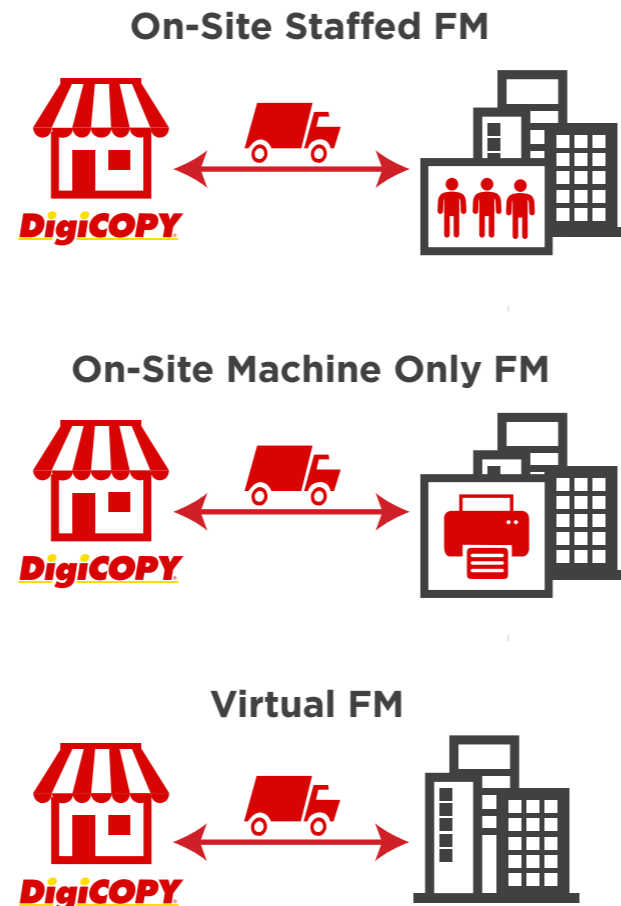 On-Site Staffed FM
DigiCOPY
On-Site Machine Only FM
DigiCOPY
Virtual FM
DigiCOPY